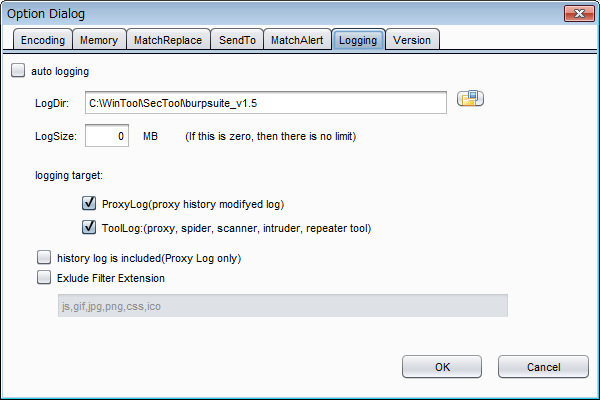 Option Dialog
Encoding Memory MatchReplace SendTo MatchAlert Logging Version
auto logging
LogDir: C:\WinTool\SecTool\burpsuite_v1.5
LogSize: 0 MB (If this is zero, then there is no limit)
logging target:
ProxyLog(proxy history modifyed log)
ToolLog:(proxy, spider, scanner, intruder, repeater tool)
history log is included(Proxy Log only)
Exlude Filter Extension
js,gif,jpg,png,css,ico
OK Cancel